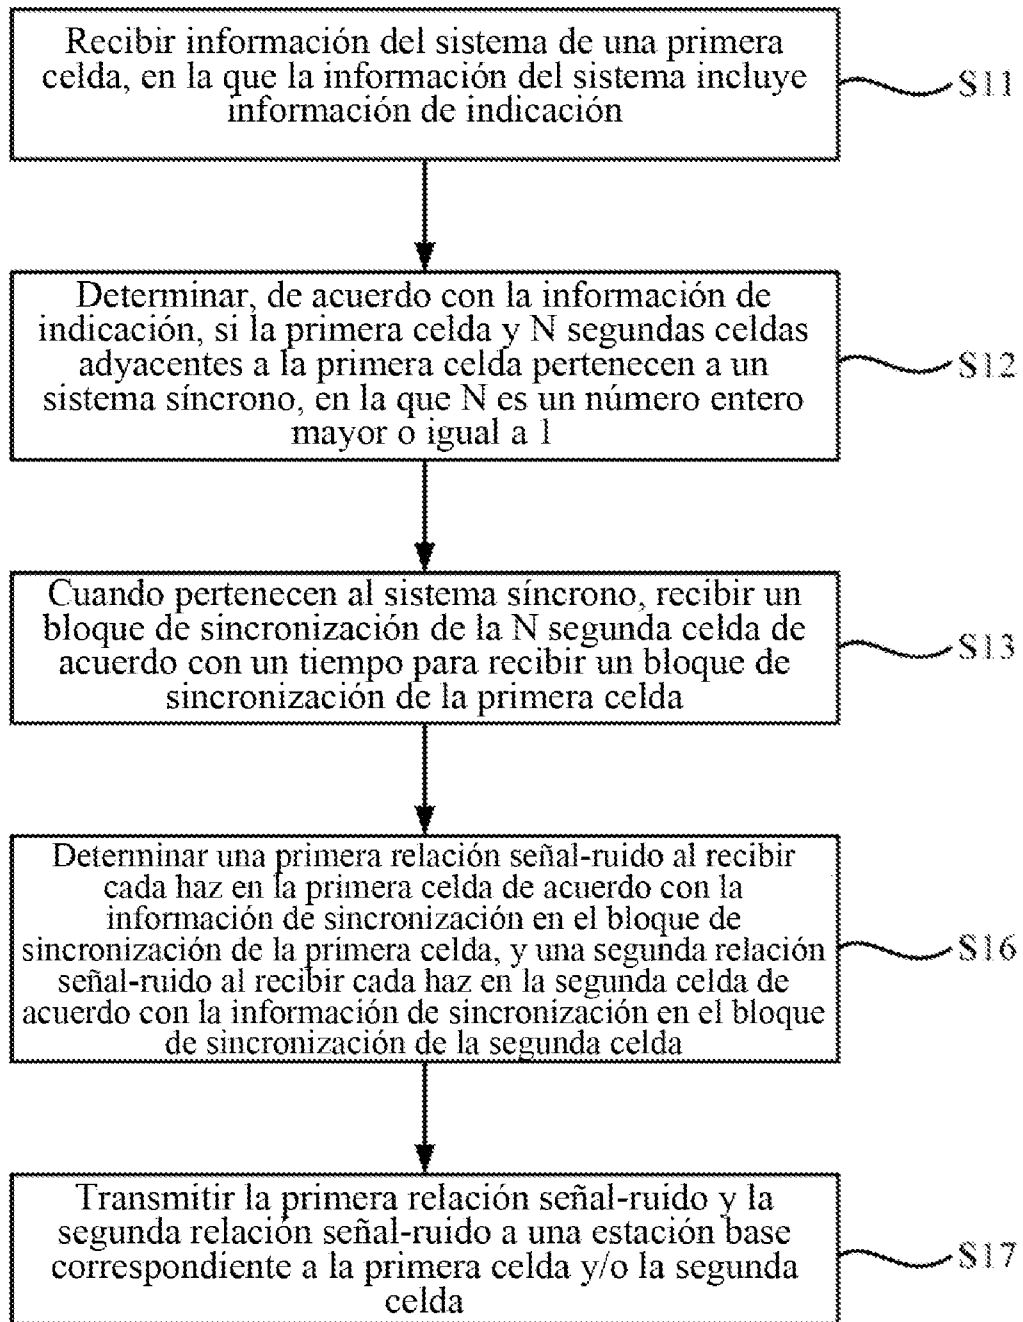 Recibir información del sistema de una primera
celda, en la que la información del sistema incluye
información de indicación
S11
Determinar, de acuerdo con la información de
indicación, si la primera celda y N segundas celdas
adyacentes a la primera celda pertenecen a un
sistema síncrono, en la que N es un número entero
mayor o igual a 1
S12
Cuando pertenecen al sistema síncrono, recibir un
bloque de sincronización de la N segunda celda de
acuerdo con un tiempo para recibir un bloque de
sincronización de la primera celda
S13
Determinar una primera relación señal-ruido al recibir
cada haz en la primera celda de acuerdo con la
información de sincronización en el bloque de
sincronización de la primera celda, y una segunda relación
señal-ruido al recibir cada haz en la segunda celda de
acuerdo con la información de sincronización en el bloque
de sincronización de la segunda celda
S16
Transmitir la primera relación señal-ruido y la
segunda relación señal-ruido a una estación base
correspondiente a la primera celda y/o la segunda
celda
S17